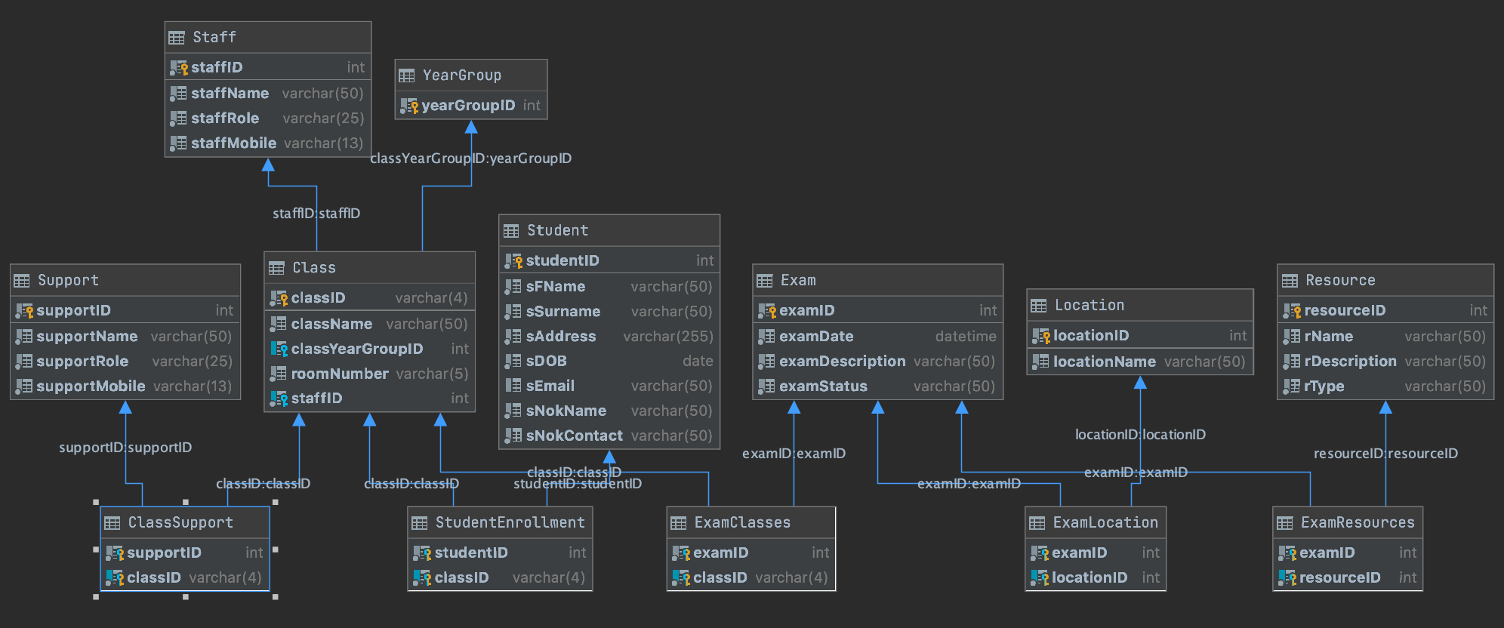 Staff
staffID int
staffName varchar(50)
staffRole varchar(25)
staffMobile varchar(13)
YearGroup
yearGroupID int
classYearGroupID:yearGroupID
staffID:staffID
Support
supportID int
supportName varchar(50)
supportRole varchar(25)
supportMobile varchar(13)
Class
classID varchar(4)
className varchar(50)
classYearGroupID int
roomNumber varchar(5)
staffID int
Student
studentID int
sFName varchar(50)
sSurname varchar(50)
sAddress varchar(255)
sDOB date
sEmail varchar(50)
sNokName varchar(50)
sNokContact varchar(50)
Exam
examID int
examDate datetime
examDescription varchar(50)
examStatus varchar(50)
Location
locationID int
locationName varchar(50)
Resource
resourceID int
rName varchar(50)
rDescription varchar(50)
rType varchar(50)
supportID:supportID
classID:classID
classID:classID
classID:classID
studentID:studentID
examID:examID
examID:examID
locationID:locationID
examID:examID
resourceID:resourceID
ClassSupport
supportID int
classID varchar(4)
StudentEnrollment
studentID int
classID varchar(4)
ExamClasses
examID int
classID varchar(4)
ExamLocation
examID int
locationID int
ExamResources
examID int
resourceID int